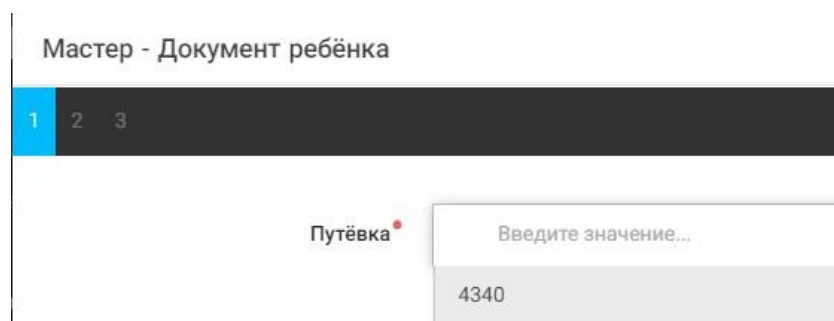 Мастер - Документ ребёнка
1 2 3
Путёвка
Введите значение...
4340